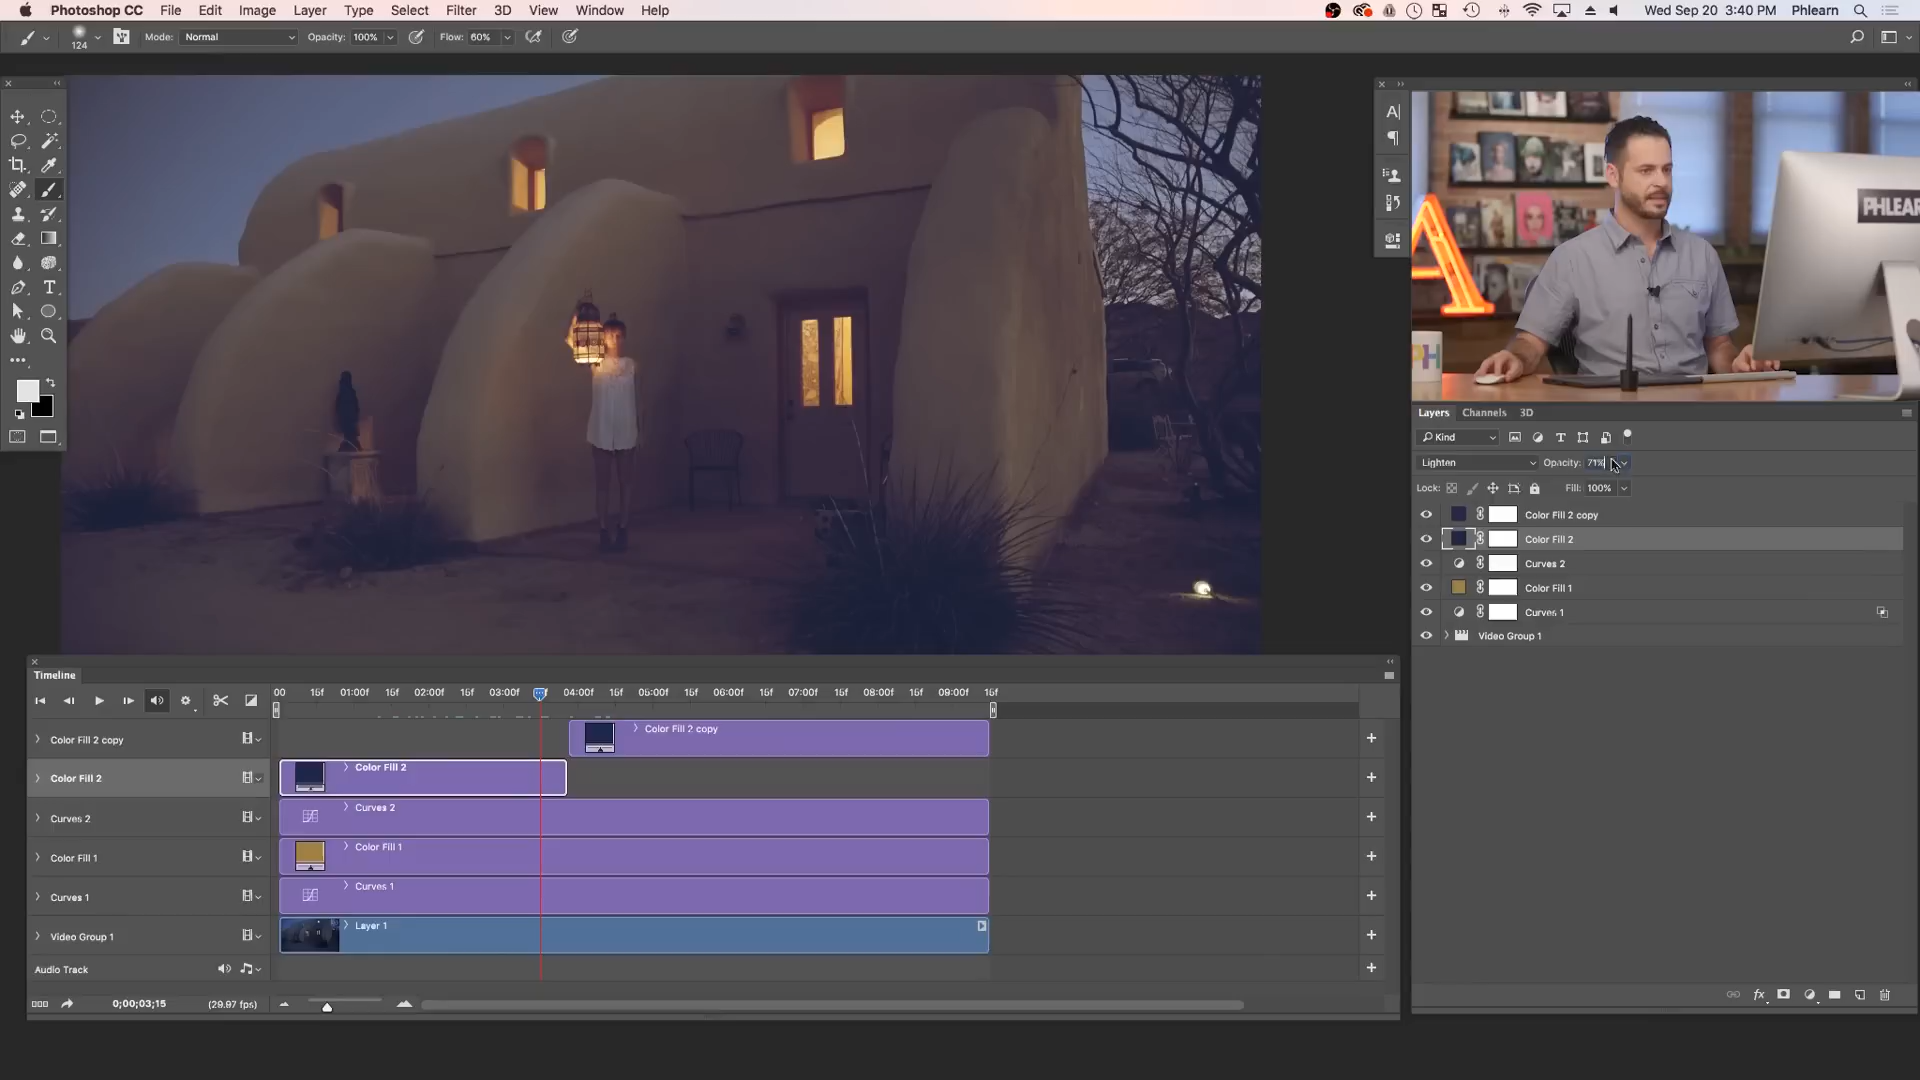 Photoshop CC File Edit Image Layer Type Select Filter 3D View Window Help Wed Sep 20 3:40 PM Phlearn
124 Mode: Normal Opacity: 100% Flow: 60%
PHLEAR
Layers Channels 3D
Kind
Lighten Opacity: 71%
Lock: Fill: 100%
Color Fill 2 copy
Color Fill 2
Curves 2
Color Fill 1
Curves 1
Video Group 1
Timeline
00 15f 01:00f 15f 02:00f 15f 03:00f 04:00f 15f 05:00f 15f 06:00f 15f 07:00f 15f 08:00f 15f 09:00f 15f
Color Fill 2 copy Color Fill 2 copy
Color Fill 2 Color Fill 2
Curves 2 Curves 2
Color Fill 1 Color Fill 1
Curves 1 Curves 1
Video Group 1 Layer 1
Audio Track
0;00;03;15 (29.97 fps)